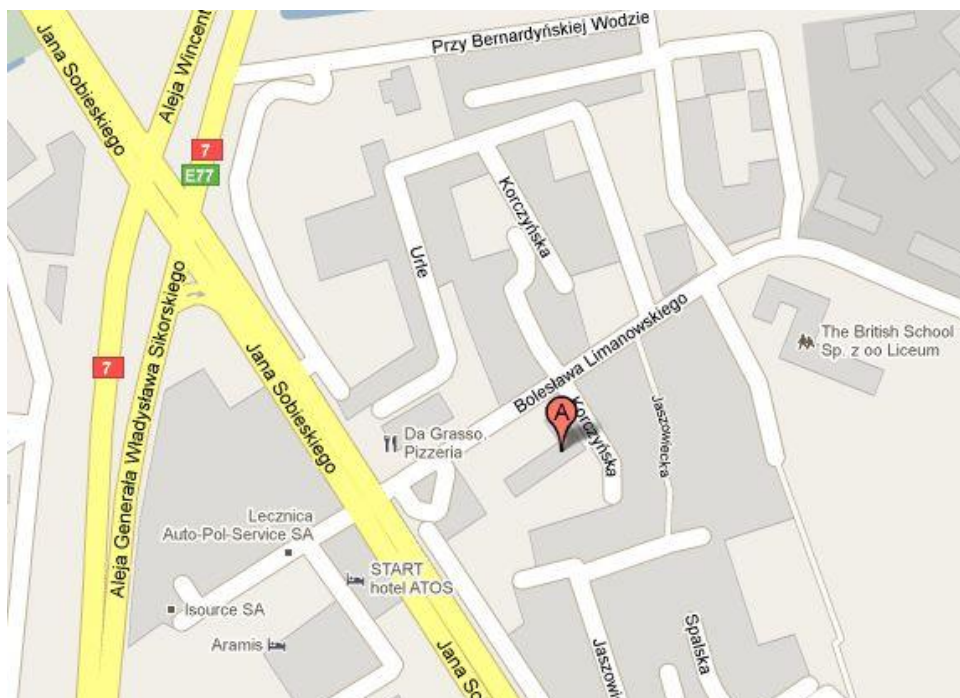 Jana Sobieskiego
Aleja Wincent
Przy Bernardyńskiej Wodzie
7
E77
Korczyńska
Urle
Aleja Generała Władysława Sikorskiego
7
Jana Sobieskiego
Bolesława Limanowskiego
The British School
Sp. z oo Liceum
A
Korczyńska
Jaszowiecka
Da Grasso.
Pizzeria
Lecznica
Auto-Pol-Service SA
START
hotel ATOS
Isource SA
Aramis
Jana So
Jaszow
Spalska